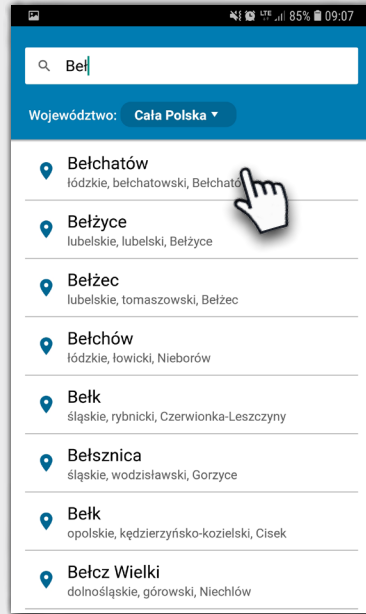 LTE 85% 09:07
Beł
Województwo: Cała Polska
Bełchatów
łódzkie, bełchatowski, Bełcható
Bełżyce
lubelskie, lubelski, Bełżyce
Bełżec
lubelskie, tomaszowski, Bełżec
Bełchów
łódzkie, łowicki, Nieborów
Bełk
śląskie, rybnicki, Czerwionka-Leszczyny
Bełsznica
śląskie, wodzisławski, Gorzyce
Bełk
opolskie, kędzierzyńsko-kozielski, Cisek
Bełcz Wielki
dolnośląskie, górowski, Niechlów